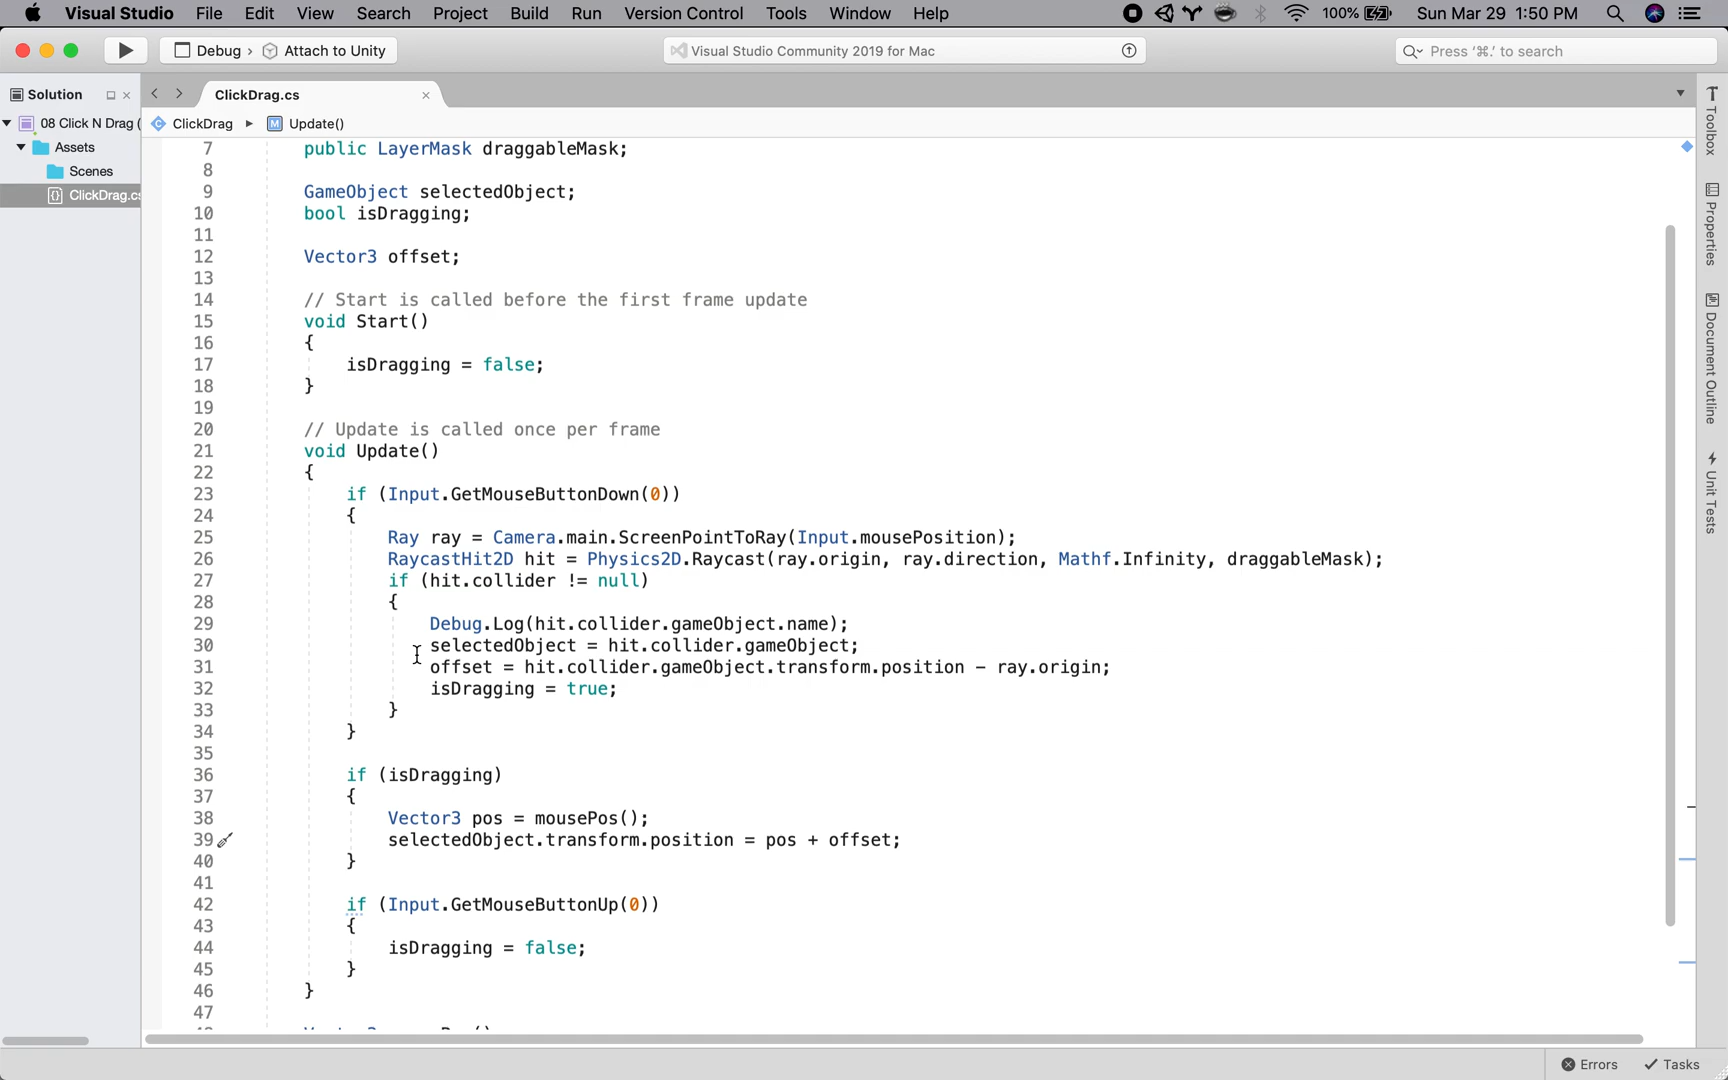 Visual Studio File Edit View Search Project Build Run Version Control Tools Window Help 100% Sun Mar 29 1:50 PM
Debug › Attach to Unity Visual Studio Community 2019 for Mac Press '⌘.' to search
Solution ClickDrag.cs
08 Click N Drag (
Assets
Scenes
ClickDrag.cs
ClickDrag ▸ Update()
Toolbox
Properties
Document Outline
Unit Tests
7 public LayerMask draggableMask;
8
9 GameObject selectedObject;
10 bool isDragging;
11
12 Vector3 offset;
13
14 // Start is called before the first frame update
15 void Start()
16 {
17 isDragging = false;
18 }
19
20 // Update is called once per frame
21 void Update()
22 {
23 if (Input.GetMouseButtonDown(0))
24 {
25 Ray ray = Camera.main.ScreenPointToRay(Input.mousePosition);
26 RaycastHit2D hit = Physics2D.Raycast(ray.origin, ray.direction, Mathf.Infinity, draggableMask);
27 if (hit.collider != null)
28 {
29 Debug.Log(hit.collider.gameObject.name);
30 selectedObject = hit.collider.gameObject;
31 offset = hit.collider.gameObject.transform.position – ray.origin;
32 isDragging = true;
33 }
34 }
35
36 if (isDragging)
37 {
38 Vector3 pos = mousePos();
39 selectedObject.transform.position = pos + offset;
40 }
41
42 if (Input.GetMouseButtonUp(0))
43 {
44 isDragging = false;
45 }
46 }
47
Errors Tasks